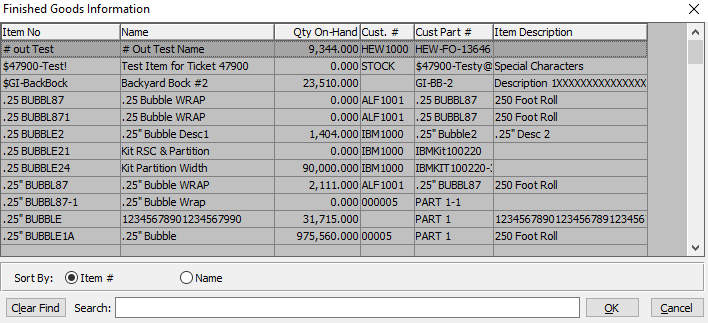 Finished Goods Information
Item No Name Qty On-Hand Cust. # Cust Part # Item Description
# out Test # Out Test Name 9,344.000 HEW1000 HEW-FO-13646
$47900-Test! Test Item for Ticket 47900 0.000 STOCK $47900-Testy@ Special Characters
$GI-BackBock Backyard Bock #2 23,510.000 GI-BB-2 Description 1XXXXXXXXXXXXXXX
.25 BUBBL87 .25 Bubble WRAP 0.000 ALF1001 .25 BUBBL87 250 Foot Roll
.25 BUBBL871 .25 Bubble WRAP 0.000 ALF1001 .25 BUBBL87 250 Foot Roll
.25 BUBBLE2 .25" Bubble Desc1 1,404.000 IBM1000 .25" Bubble2 .25" Desc 2
.25 BUBBLE21 Kit RSC & Partition 0.000 IBM1000 IBMKit100220
.25 BUBBLE24 Kit Partition Width 90,000.000 IBM1000 IBMKIT100220-
.25" BUBBL87 .25" Bubble WRAP 2,111.000 ALF1001 .25" BUBBL87 250 Foot Roll
.25" BUBBL87-1 .25" Bubble Wrap 0.000 000005 PART 1-1
.25" BUBBLE 12345678901234567990 31,715.000 PART 1 1234567890123456789123456
.25" BUBBLE1A .25" Bubble 975,560.000 00005 PART 1 250 Foot Roll
Sort By: Item # Name
Clear Find Search: OK Cancel